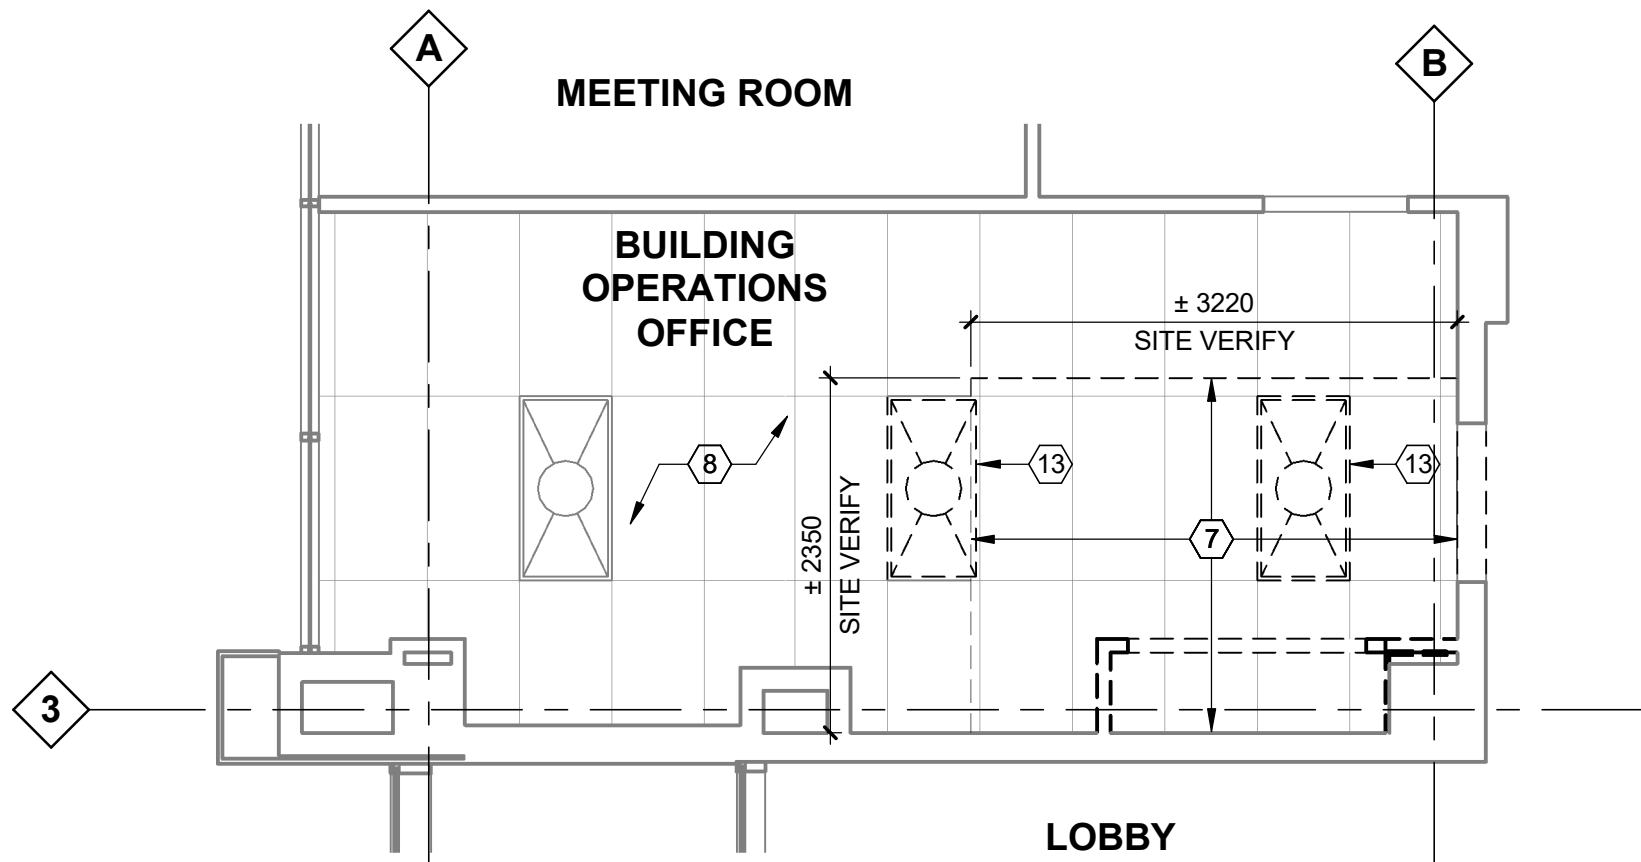 A
B
MEETING ROOM
BUILDING
OPERATIONS
OFFICE
± 3220
SITE VERIFY
8
13
13
± 2350
SITE VERIFY
7
3
LOBBY